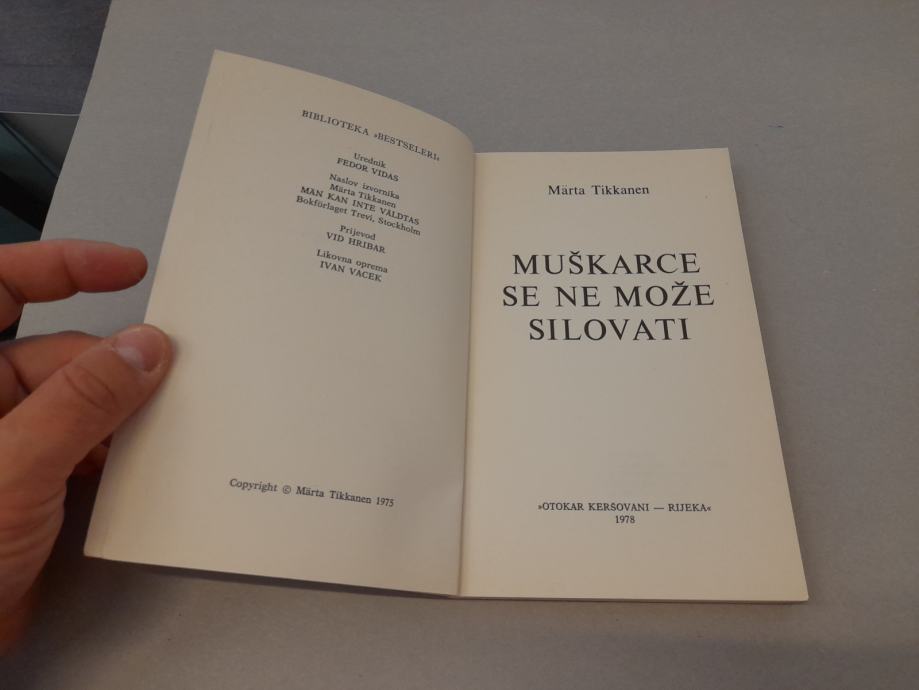 BIBLIOTEKA »BESTSELERI«
Urednik
FEDOR VIDAS
Naslov izvornika
Märta Tikkanen
MÄN KAN INTE VÅLDTAS
Bokförlaget Trevi, Stockholm
Prijevod
VID HRIBAR
Likovna oprema
IVAN VACEK
Copyright © Märta Tikkanen 1975
Märta Tikkanen
MUŠKARCE
SE NE MOŽE
SILOVATI
»OTOKAR KERŠOVANI — RIJEKA«
1978